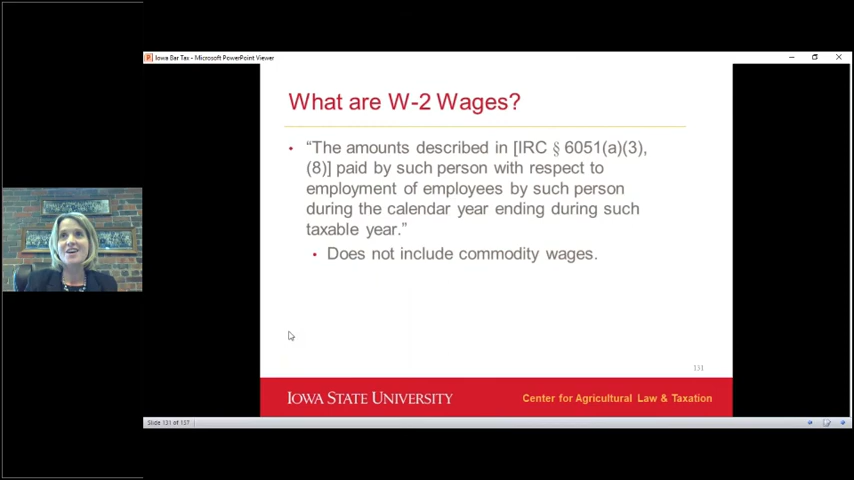 Iowa Bar Tax - Microsoft PowerPoint Viewer
What are W-2 Wages?
• “The amounts described in [IRC § 6051(a)(3),
(8)] paid by such person with respect to
employment of employees by such person
during the calendar year ending during such
taxable year.”
• Does not include commodity wages.
131
IOWA STATE UNIVERSITY
Center for Agricultural Law & Taxation
Slide 131 of 157